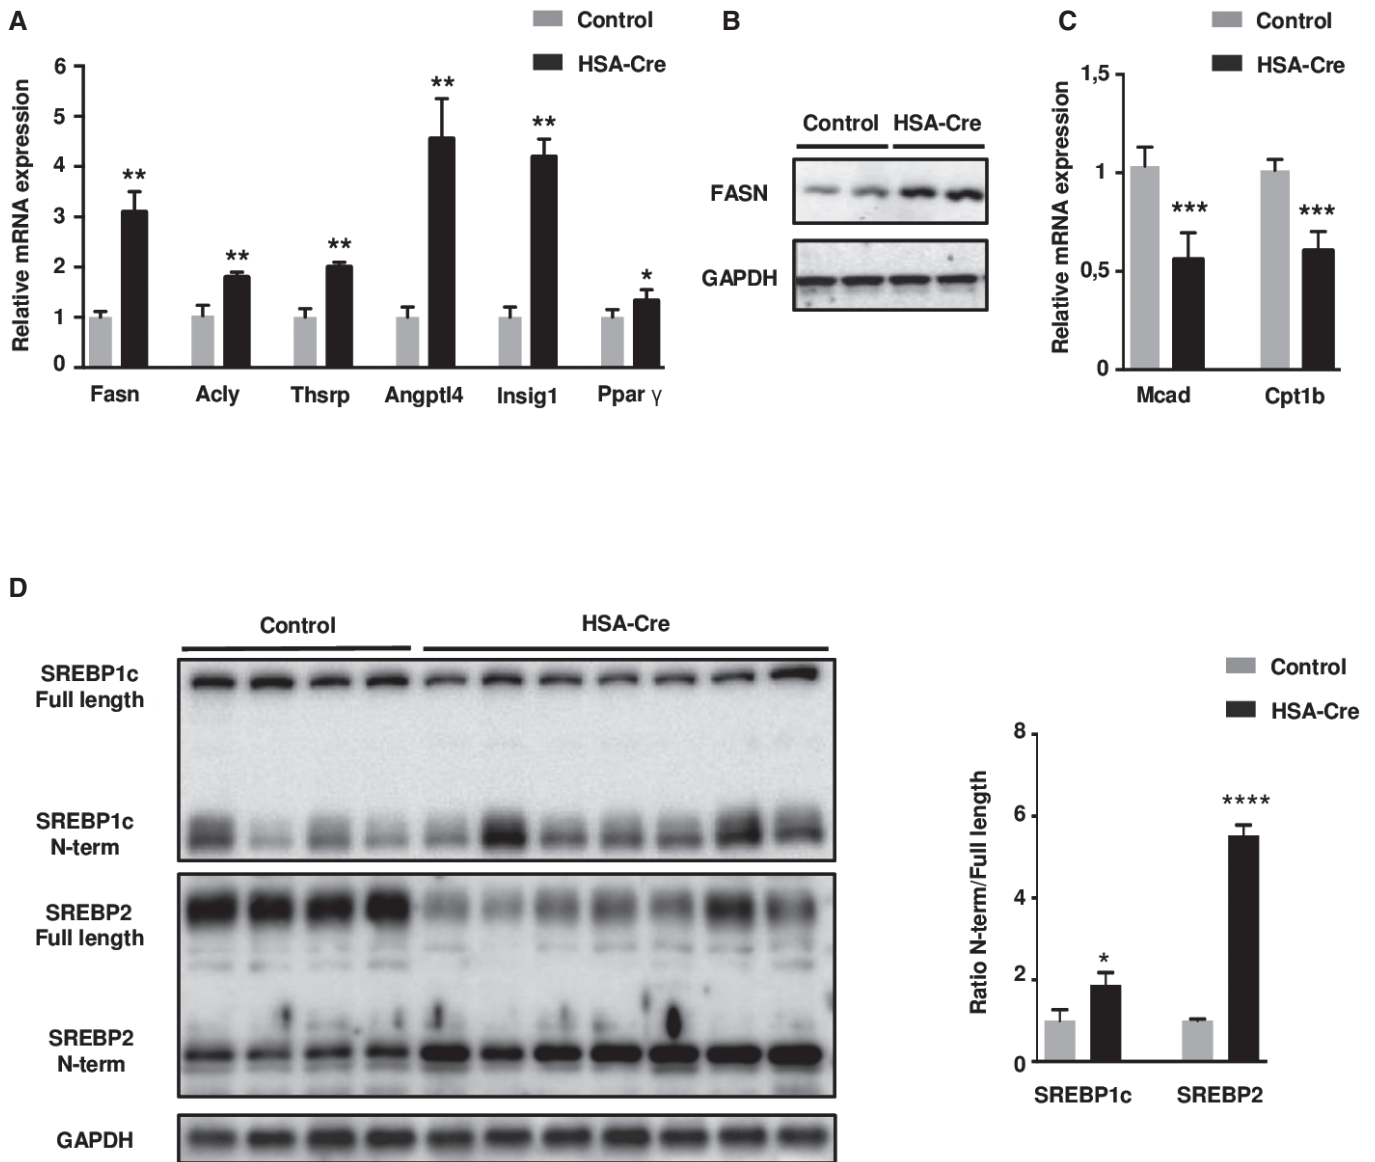 A
Control
HSA-Cre
Relative mRNA expression
6
5
4
3
2
1
0
**
**
**
**
**
*
Fasn
Acly
Thsrp
Angptl4
Insig1
Ppar γ
B
Control HSA-Cre
FASN
GAPDH
C
Control
HSA-Cre
Relative mRNA expression
1,5
1
0,5
0
***
***
Mcad
Cpt1b
D
Control
HSA-Cre
SREBP1c
Full length
SREBP1c
N-term
SREBP2
Full length
SREBP2
N-term
GAPDH
Control
HSA-Cre
Ratio N-term/Full length
8
6
4
2
0
*
****
SREBP1c
SREBP2